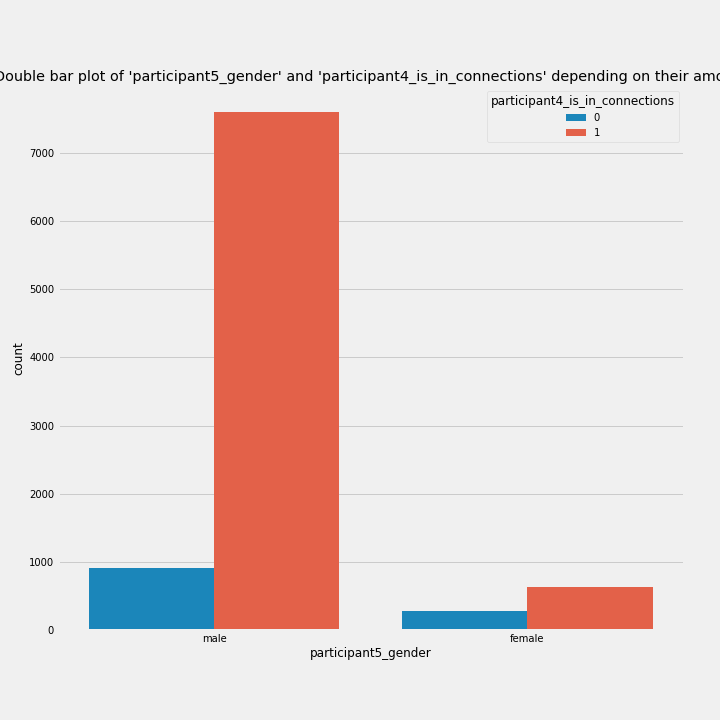 Double bar plot of 'participant5_gender' and 'participant4_is_in_connections' depending on their
participant4_is_in_connections
0
1
7000
6000
5000
4000
3000
2000
1000
0
count
male
female
participant5_gender